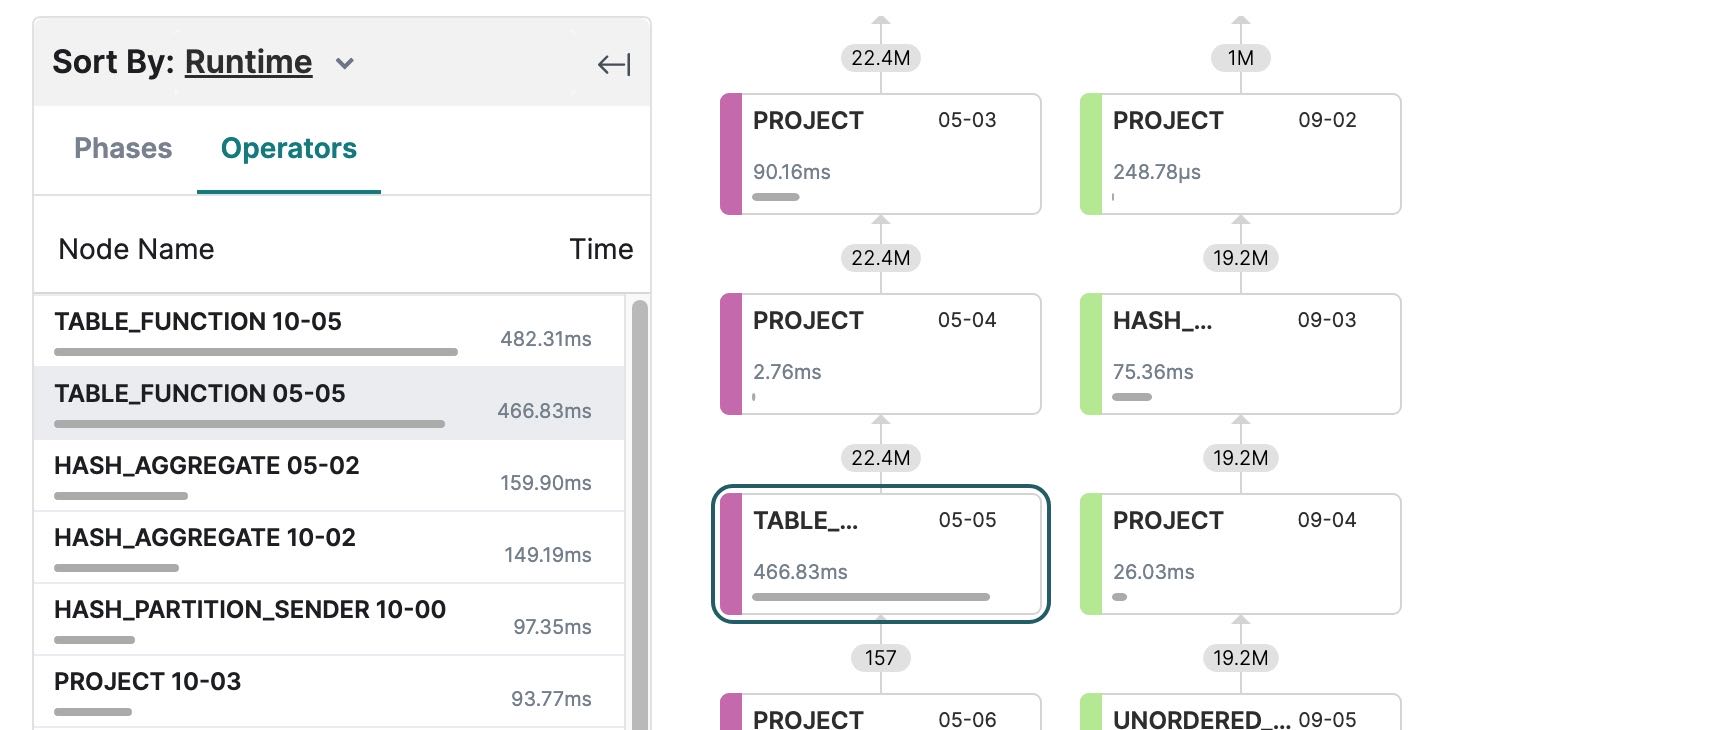 Sort By: Runtime
Phases Operators
Node Name Time
TABLE_FUNCTION 10-05 482.31ms
TABLE_FUNCTION 05-05 466.83ms
HASH_AGGREGATE 05-02 159.90ms
HASH_AGGREGATE 10-02 149.19ms
HASH_PARTITION_SENDER 10-00 97.35ms
PROJECT 10-03 93.77ms
22.4M
PROJECT 05-03
90.16ms
22.4M
PROJECT 05-04
2.76ms
22.4M
TABLE_... 05-05
466.83ms
157
PROJECT 05-06
1M
PROJECT 09-02
248.78μs
19.2M
HASH_... 09-03
75.36ms
19.2M
PROJECT 09-04
26.03ms
19.2M
UNORDERED_... 09-05